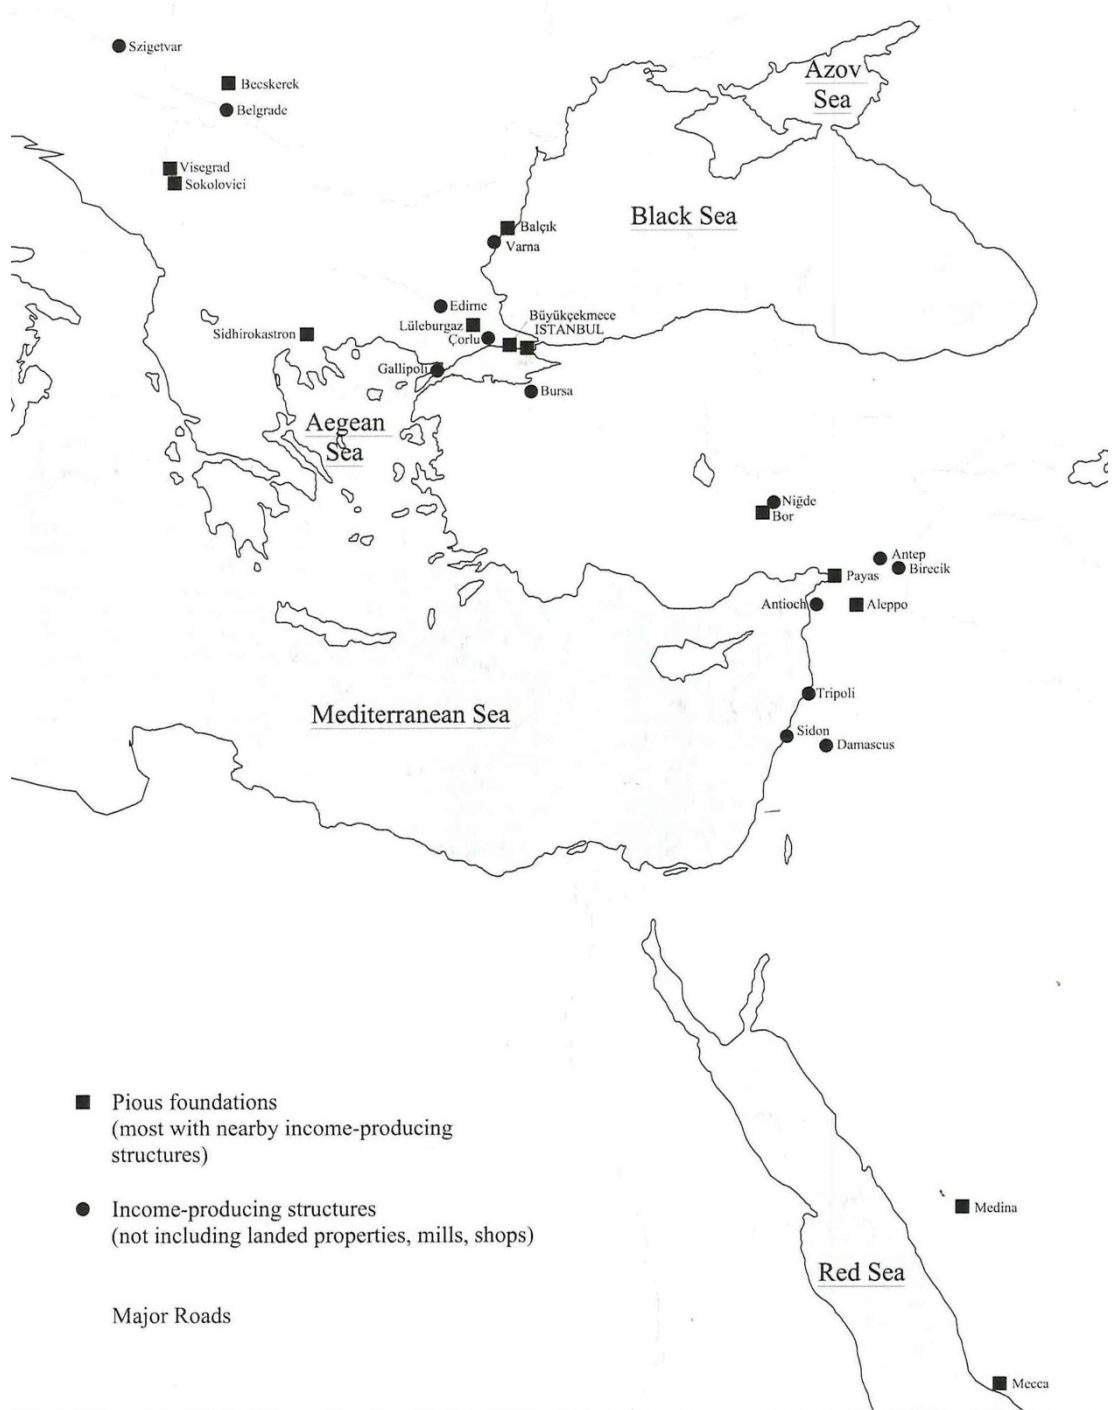 Szigetvar
Becskerek
Belgrade
Visegrad
Sokolovici
Azov
Sea
Black Sea
Balçık
Varna
Edirne
Büyükçekmece
ISTANBUL
Lüleburgaz
Çorlu
Sidhirokastron
Gallipoli
Bursa
Aegean
Sea
Niğde
Bor
Antep
Birecik
Payas
Antioch
Aleppo
Tripoli
Mediterranean Sea
Sidon
Damascus
Pious foundations
(most with nearby income-producing
structures)
Income-producing structures
(not including landed properties, mills, shops)
Major Roads
Medina
Red Sea
Mecca